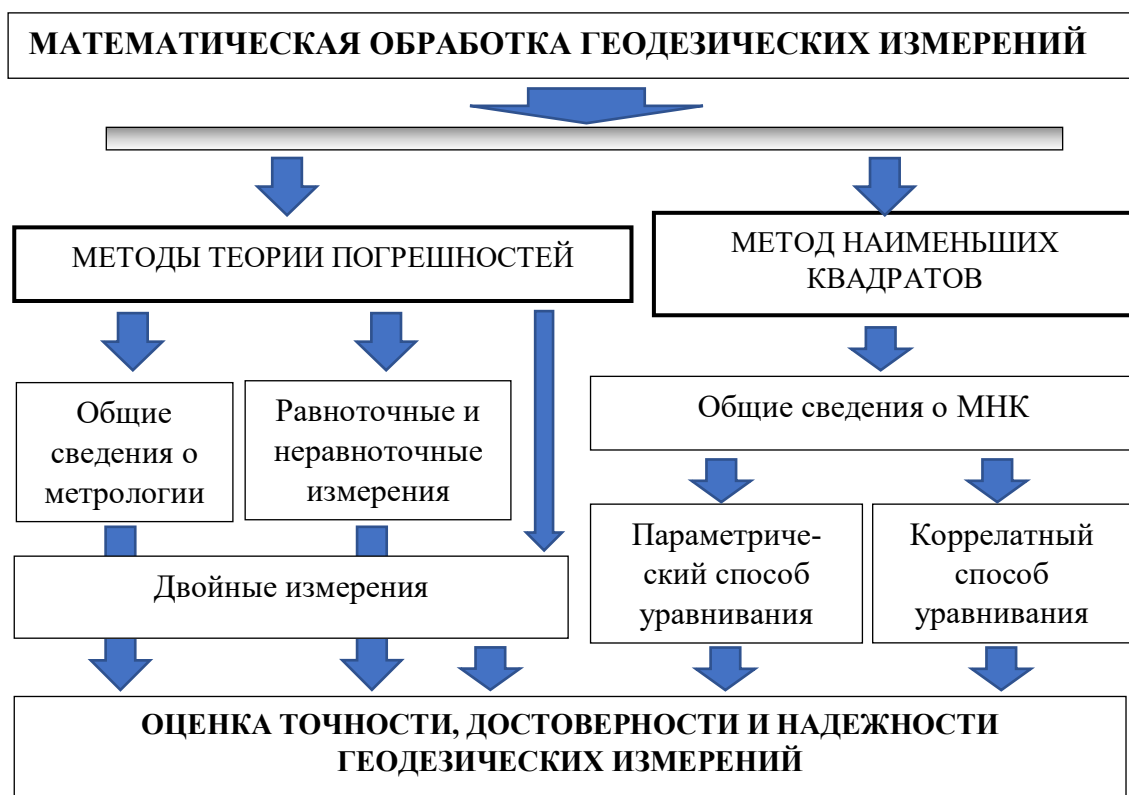 МАТЕМАТИЧЕСКАЯ ОБРАБОТКА ГЕОДЕЗИЧЕСКИХ ИЗМЕРЕНИЙ
МЕТОДЫ ТЕОРИИ ПОГРЕШНОСТЕЙ
МЕТОД НАИМЕНЬШИХ
КВАДРАТОВ
Общие
сведения о
метрологии
Равноточные и
неравноточные
измерения
Общие сведения о МНК
Двойные измерения
Параметриче-
ский способ
уравнивания
Коррелатный
способ
уравнивания
ОЦЕНКА ТОЧНОСТИ, ДОСТОВЕРНОСТИ И НАДЕЖНОСТИ
ГЕОДЕЗИЧЕСКИХ ИЗМЕРЕНИЙ